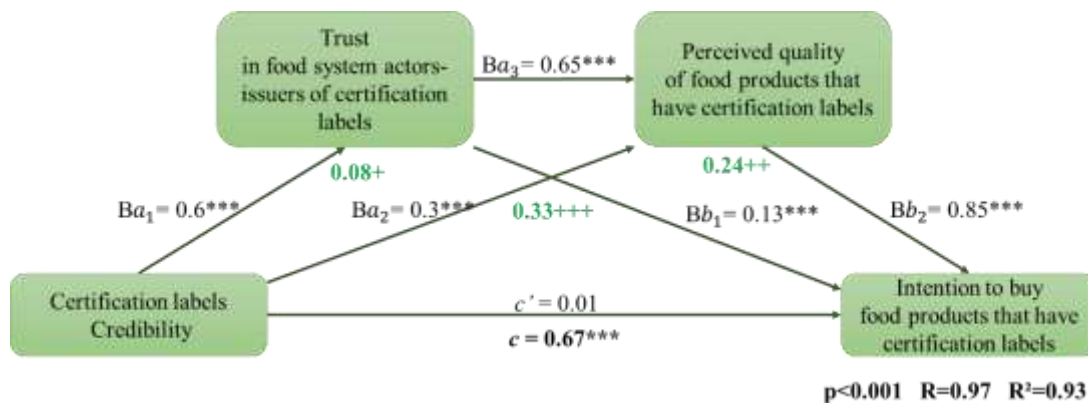 Trust
in food system actors-
issuers of certification
labels
Ba₃= 0.65***
Perceived quality
of food products that
have certification labels
0.08+
0.24++
Ba₁= 0.6***
Ba₂= 0.3***
0.33+++
Bb₁= 0.13***
Bb₂= 0.85***
Certification labels
Credibility
c’ = 0.01
c = 0.67***
Intention to buy
food products that have
certification labels
p<0.001 R=0.97 R²=0.93